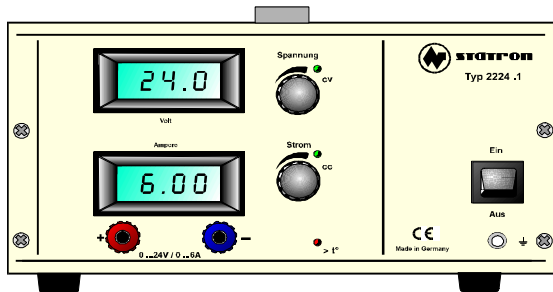 Spannung
24.0
CV
Volt
statron
Typ 2224 .1
Ampere
Strom
6.00
CC
Ein
Aus
+
−
0 ...24V / 0 ...6A
> t°
CE
Made in Germany